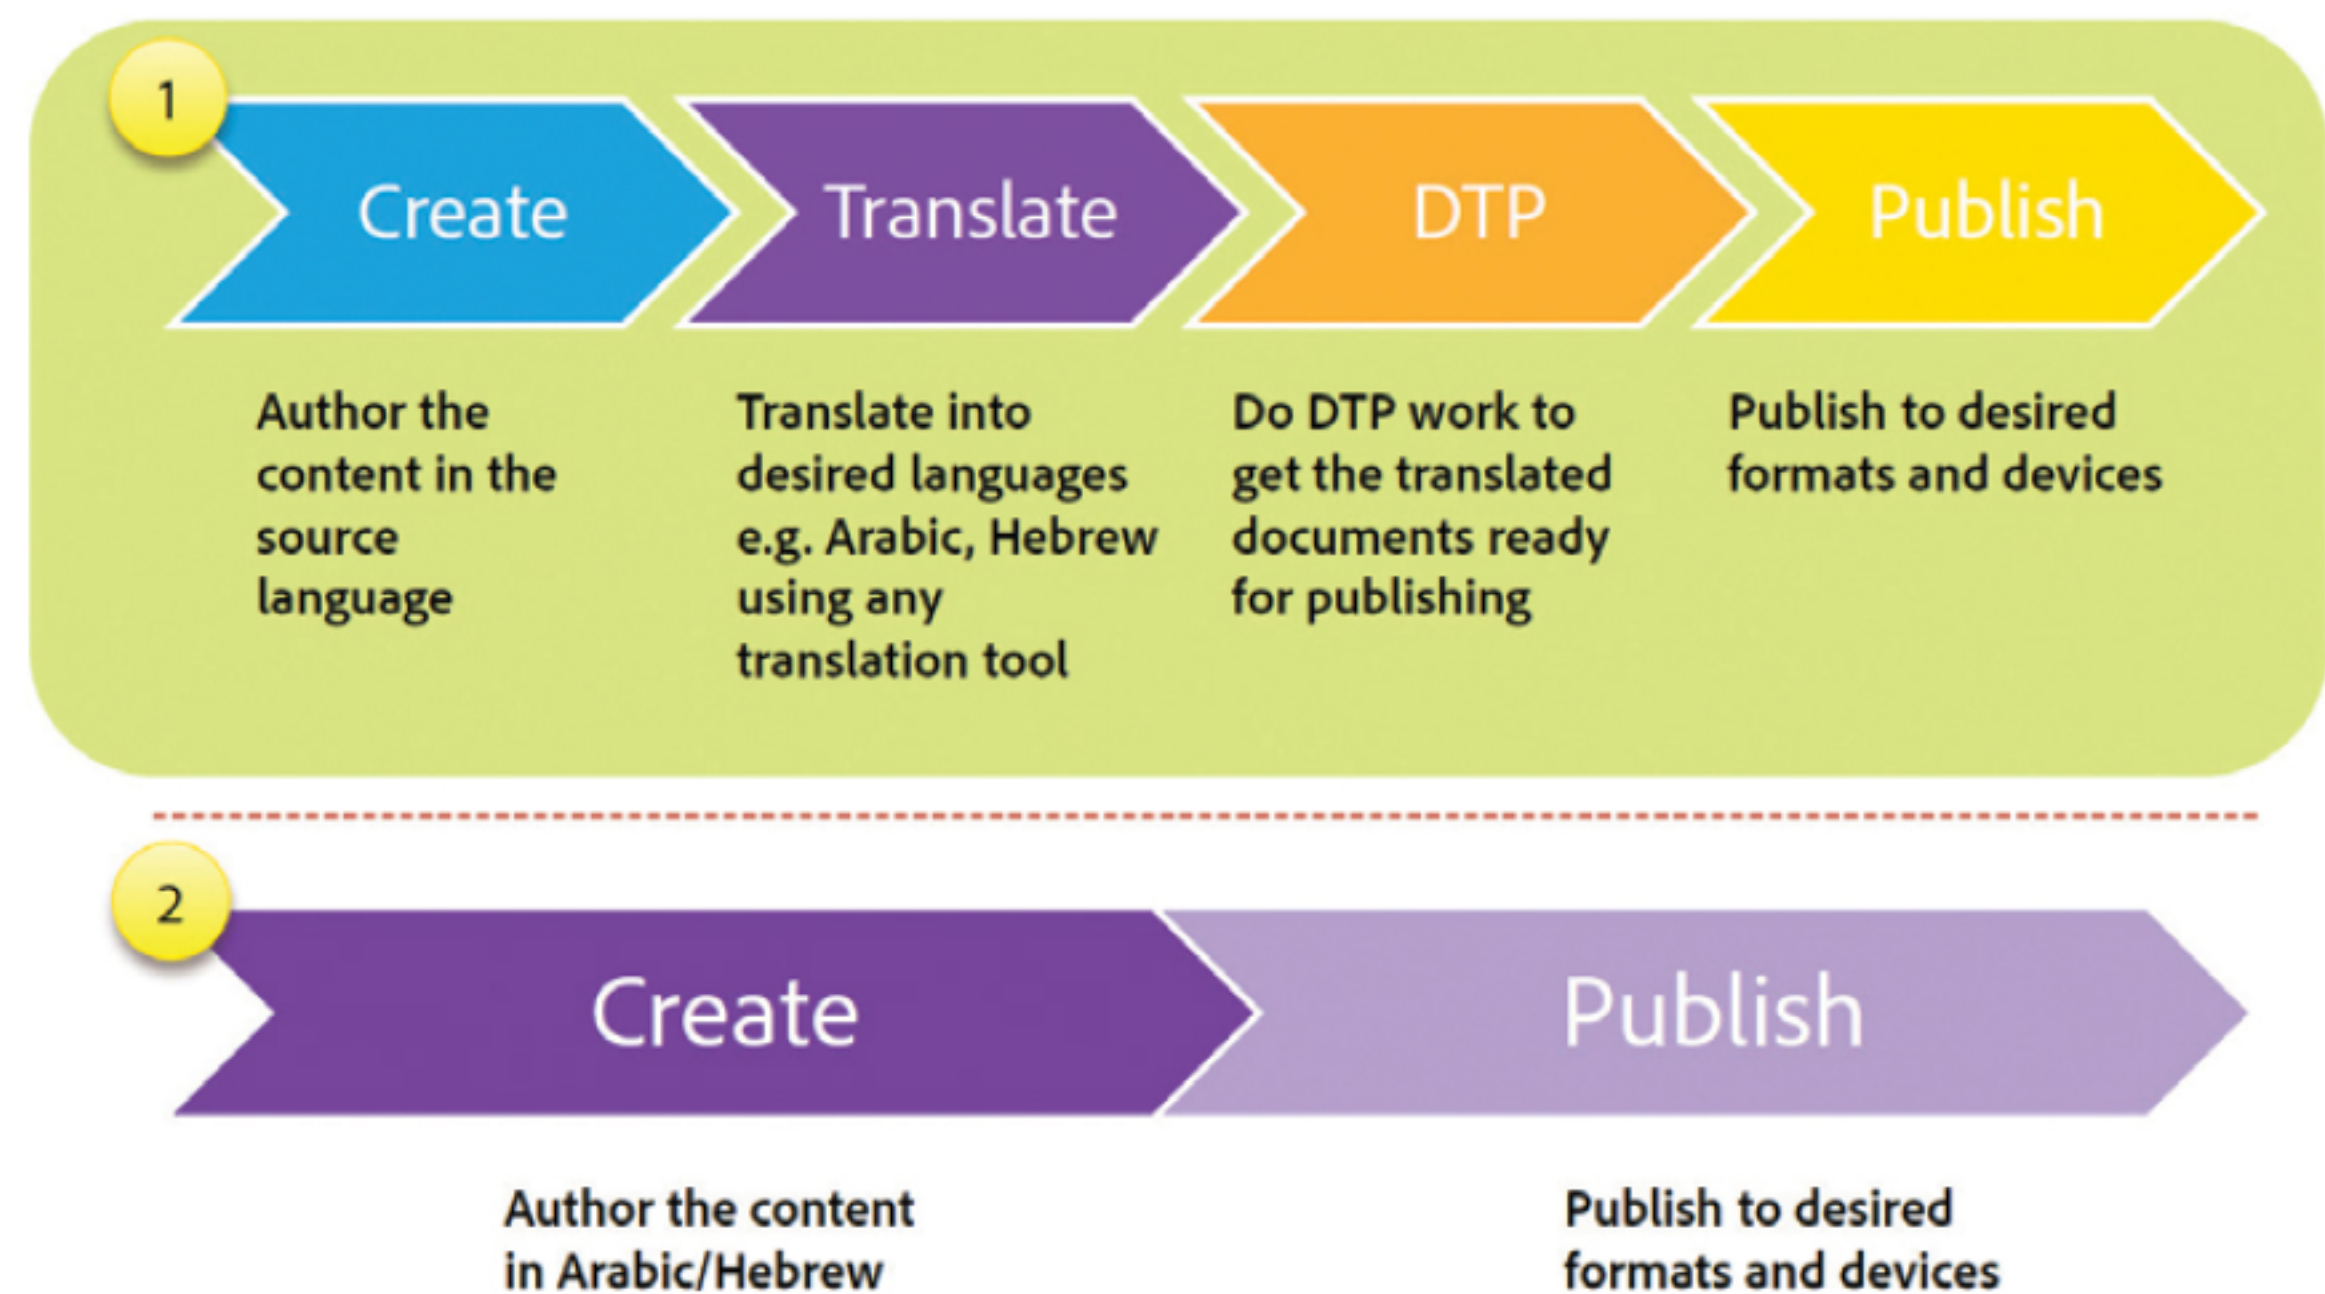 1
Create
Translate
DTP
Publish
Author the
content in the
source
language
Translate into
desired languages
e.g. Arabic, Hebrew
using any
translation tool
Do DTP work to
get the translated
documents ready
for publishing
Publish to desired
formats and devices
2
Create
Publish
Author the content
in Arabic/Hebrew
Publish to desired
formats and devices